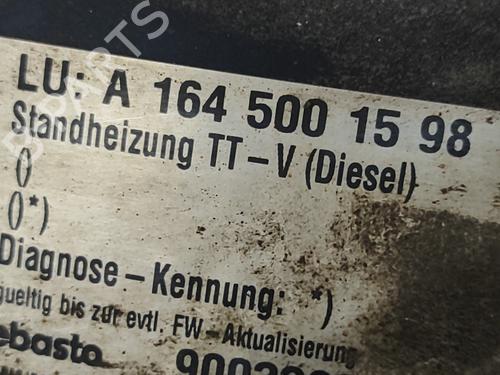 LU: A 164 500 15 98
Standheizung TT-V (Diesel)
()
()*)
Diagnose-Kennung: *)
gueltig bis zur evtl. FW-Aktualisierung